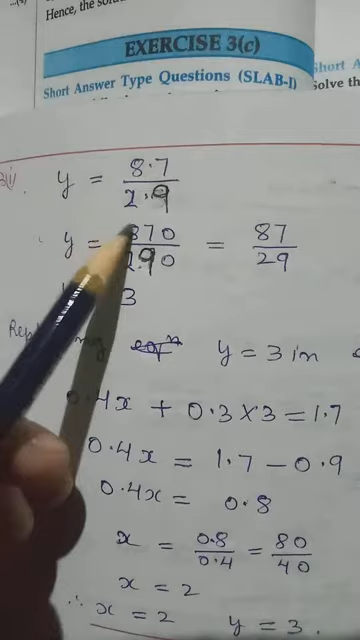 Hence, the
EXERCISE 3(c)
Short Answer Type Questions (SLAB-I)
Short A
Solve th
y = 8.7/2.9
y = 870/290 = 87/29
3
y = 3 in
0.4x + 0.3 × 3 = 1.7
0.4x = 1.7 - 0.9
0.4x = 0.8
x = 0.8/0.4 = 80/40
x = 2
∴ x = 2 y = 3.